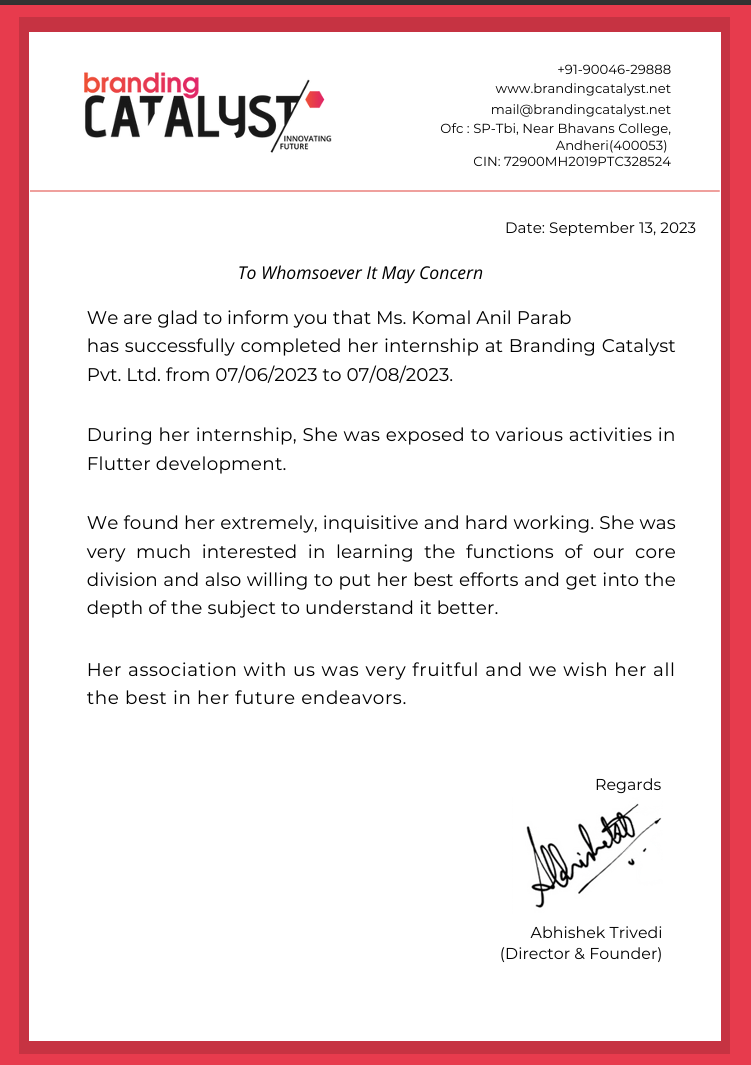 branding
CATALYST
INNOVATING
FUTURE
+91-90046-29888
www.brandingcatalyst.net
mail@brandingcatalyst.net
Ofc : SP-Tbi, Near Bhavans College,
Andheri(400053)
CIN: 72900MH2019PTC328524
Date: September 13, 2023
To Whomsoever It May Concern
We are glad to inform you that Ms. Komal Anil Parab
has successfully completed her internship at Branding Catalyst
Pvt. Ltd. from 07/06/2023 to 07/08/2023.
During her internship, She was exposed to various activities in
Flutter development.
We found her extremely, inquisitive and hard working. She was
very much interested in learning the functions of our core
division and also willing to put her best efforts and get into the
depth of the subject to understand it better.
Her association with us was very fruitful and we wish her all
the best in her future endeavors.
Regards
Abhishek Trivedi
(Director & Founder)